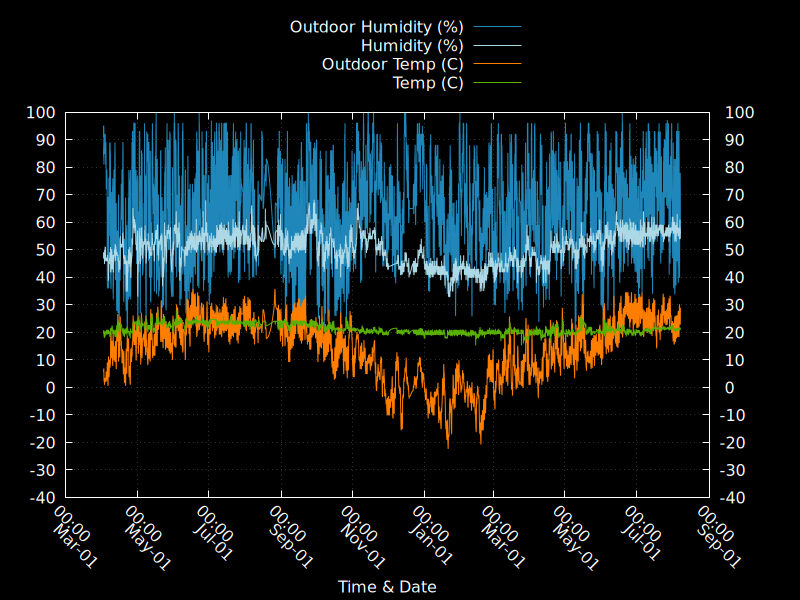 Outdoor Humidity (%)
Humidity (%)
Outdoor Temp (C)
Temp (C)
100 100
90 90
80 80
70 70
60 60
50 50
40 40
30 30
20 20
10 10
0 0
-10 -10
-20 -20
-30 -30
-40 -40
00:00
Mar-01
00:00
May-01
00:00
Jul-01
00:00
Sep-01
00:00
Nov-01
00:00
Jan-01
00:00
Mar-01
00:00
May-01
00:00
Jul-01
00:00
Sep-01
Time & Date